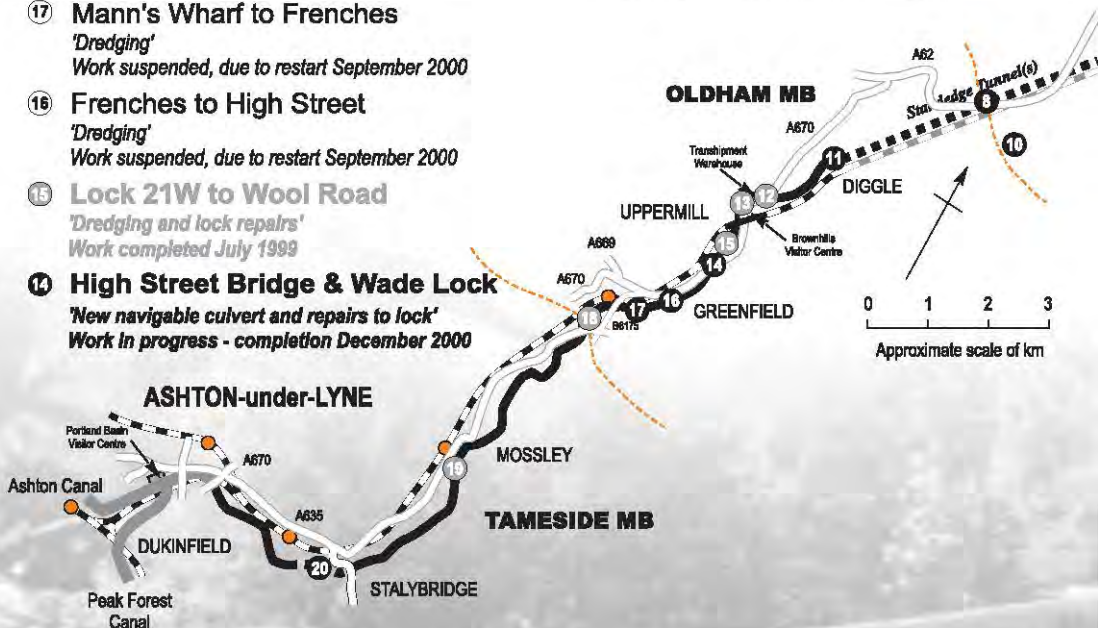 17 Mann's Wharf to Frenches
'Dredging'
Work suspended, due to restart September 2000
16 Frenches to High Street
'Dredging'
Work suspended, due to restart September 2000
15 Lock 21W to Wool Road
'Dredging and lock repairs'
Work completed July 1999
14 High Street Bridge & Wade Lock
'New navigable culvert and repairs to lock'
Work in progress - completion December 2000
A62
OLDHAM MB
Tunnel(s)
8
A670
10
Transhipment
Warehouse
11
DIGGLE
12
13
UPPERMILL
15
Brownhills
Visitor Centre
A669
14
A670
16
GREENFIELD
17
18
B6175
0 1 2 3
Approximate scale of km
ASHTON-under-LYNE
Portland Basin
Visitor Centre
A670
MOSSLEY
19
Ashton Canal
A635
TAMESIDE MB
DUKINFIELD
20
STALYBRIDGE
Peak Forest
Canal